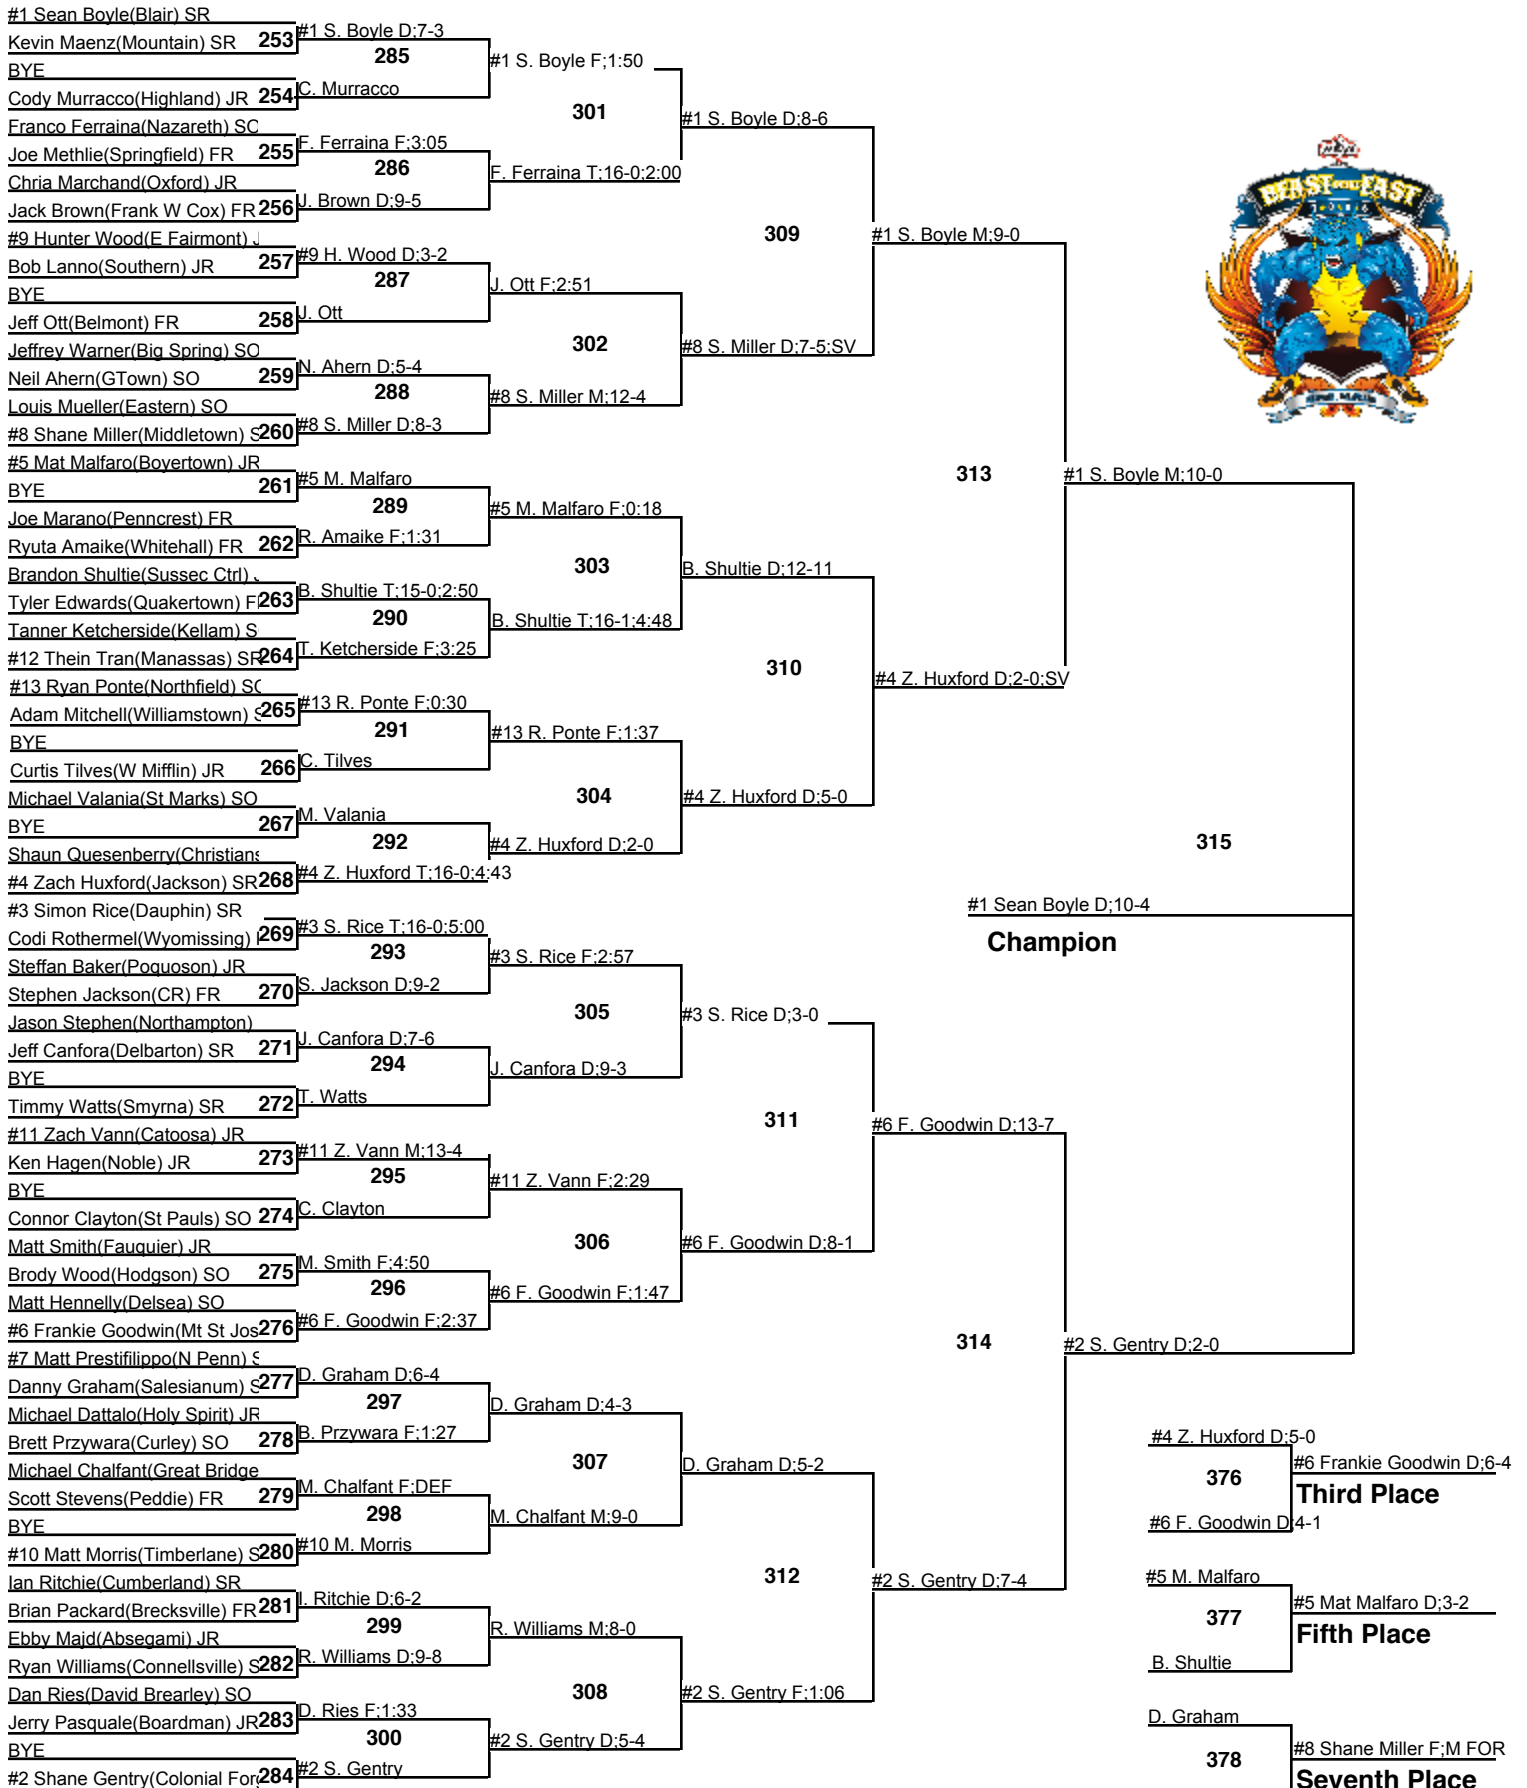 #1 Sean Boyle(Blair) SR
Kevin Maenz(Mountain) SR 253
BYE
Cody Murracco(Highland) JR 254
Franco Ferraina(Nazareth) SO
Joe Methlie(Springfield) FR 255
Chria Marchand(Oxford) JR
Jack Brown(Frank W Cox) FR 256
#9 Hunter Wood(E Fairmont) J
Bob Lanno(Southern) JR 257
BYE
Jeff Ott(Belmont) FR 258
Jeffrey Warner(Big Spring) SO
Neil Ahern(GTown) SO 259
Louis Mueller(Eastern) SO
#8 Shane Miller(Middletown) S 260
#5 Mat Malfaro(Boyertown) JR
BYE 261
Joe Marano(Penncrest) FR
Ryuta Amaike(Whitehall) FR 262
Brandon Shultie(Sussec Ctrl) J
Tyler Edwards(Quakertown) F 263
Tanner Ketcherside(Kellam) S
#12 Thein Tran(Manassas) SR 264
#13 Ryan Ponte(Northfield) SO
Adam Mitchell(Williamstown) S 265
BYE
Curtis Tilves(W Mifflin) JR 266
Michael Valania(St Marks) SO
BYE 267
Shaun Quesenberry(Christians
#4 Zach Huxford(Jackson) SR 268
#3 Simon Rice(Dauphin) SR
Codi Rothermel(Wyomissing) 269
Steffan Baker(Poquoson) JR
Stephen Jackson(CR) FR 270
Jason Stephen(Northampton)
Jeff Canfora(Delbarton) SR 271
BYE
Timmy Watts(Smyrna) SR 272
#11 Zach Vann(Catoosa) JR
Ken Hagen(Noble) JR 273
BYE
Connor Clayton(St Pauls) SO 274
Matt Smith(Fauquier) JR
Brody Wood(Hodgson) SO 275
Matt Hennelly(Delsea) SO
#6 Frankie Goodwin(Mt St Jos 276
#7 Matt Prestifilippo(N Penn) S
Danny Graham(Salesianum) S 277
Michael Dattalo(Holy Spirit) JR
Brett Przywara(Curley) SO 278
Michael Chalfant(Great Bridge
Scott Stevens(Peddie) FR 279
BYE
#10 Matt Morris(Timberlane) S 280
Ian Ritchie(Cumberland) SR
Brian Packard(Brecksville) FR 281
Ebby Majd(Absegami) JR
Ryan Williams(Connellsville) S 282
Dan Ries(David Brearley) SO
Jerry Pasquale(Boardman) JR 283
BYE
#2 Shane Gentry(Colonial For 284
#1 S. Boyle D;7-3
285
C. Murracco
F. Ferraina F;3:05
286
J. Brown D;9-5
#9 H. Wood D;3-2
287
J. Ott
N. Ahern D;5-4
288
#8 S. Miller D;8-3
#5 M. Malfaro
289
R. Amaike F;1:31
B. Shultie T;15-0;2:50
290
T. Ketcherside F;3:25
#13 R. Ponte F;0:30
291
C. Tilves
M. Valania
292
#4 Z. Huxford T;16-0;4:43
#3 S. Rice T;16-0;5:00
293
S. Jackson D;9-2
J. Canfora D;7-6
294
T. Watts
#11 Z. Vann M;13-4
295
C. Clayton
M. Smith F;4:50
296
#6 F. Goodwin F;2:37
D. Graham D;6-4
297
B. Przywara F;1:27
M. Chalfant F;DEF
298
#10 M. Morris
I. Ritchie D;6-2
299
R. Williams D;9-8
D. Ries F;1:33
300
#2 S. Gentry
#1 S. Boyle F;1:50
301
F. Ferraina T;16-0;2:00
J. Ott F;2:51
302
#8 S. Miller M;12-4
#5 M. Malfaro F;0:18
303
B. Shultie T;16-1;4:48
#13 R. Ponte F;1:37
304
#4 Z. Huxford D;2-0
#3 S. Rice F;2:57
305
J. Canfora D;9-3
#11 Z. Vann F;2:29
306
#6 F. Goodwin F;1:47
D. Graham D;4-3
307
M. Chalfant M;9-0
R. Williams M;8-0
308
#2 S. Gentry D;5-4
#1 S. Boyle D;8-6
309
#8 S. Miller D;7-5;SV
B. Shultie D;12-11
310
#4 Z. Huxford D;5-0
#3 S. Rice D;3-0
311
#6 F. Goodwin D;8-1
D. Graham D;5-2
312
#2 S. Gentry F;1:06
#1 S. Boyle M;9-0
313
#4 Z. Huxford D;2-0;SV
#6 F. Goodwin D;13-7
314
#2 S. Gentry D;7-4
#1 S. Boyle M;10-0
315
#2 S. Gentry D;2-0
#1 Sean Boyle D;10-4
Champion
BEAST OF THE EAST
#4 Z. Huxford D;5-0
376
#6 F. Goodwin D;4-1
#6 Frankie Goodwin D;6-4
Third Place
#5 M. Malfaro
377
B. Shultie
#5 Mat Malfaro D;3-2
Fifth Place
D. Graham
378
#8 Shane Miller F;M FOR
Seventh Place